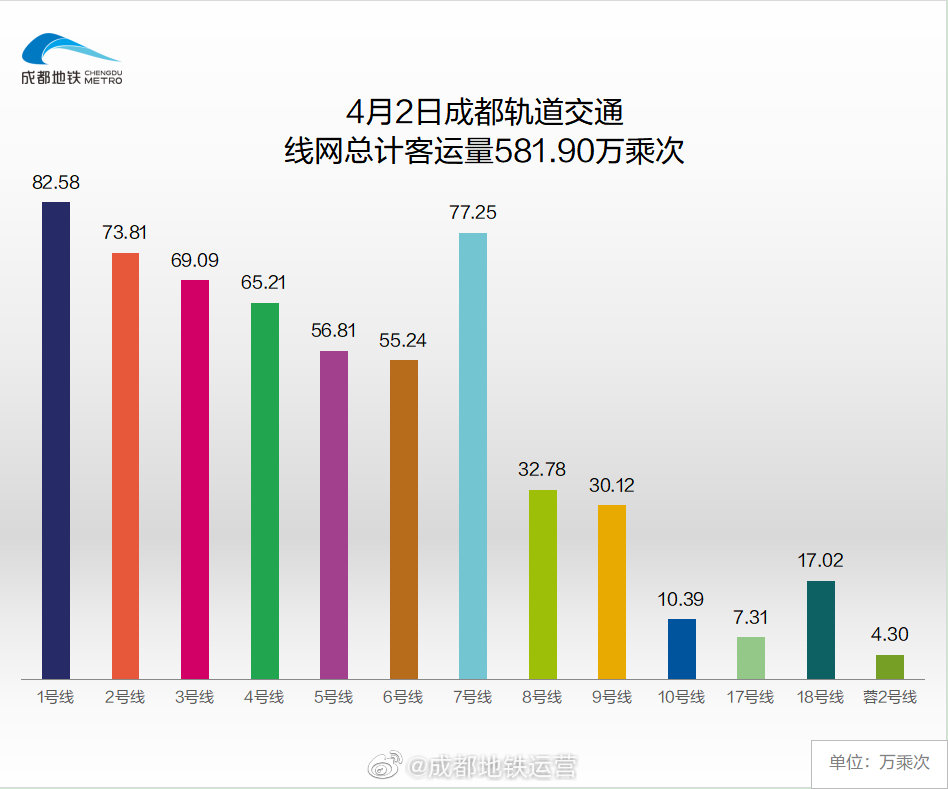 成都地铁 CHENGDU METRO
4月2日成都轨道交通
线网总计客运量581.90万乘次
82.58
73.81
69.09
65.21
56.81
55.24
77.25
32.78
30.12
10.39
7.31
17.02
4.30
1号线
2号线
3号线
4号线
5号线
6号线
7号线
8号线
9号线
10号线
17号线
18号线
蓉2号线
@成都地铁运营
单位：万乘次